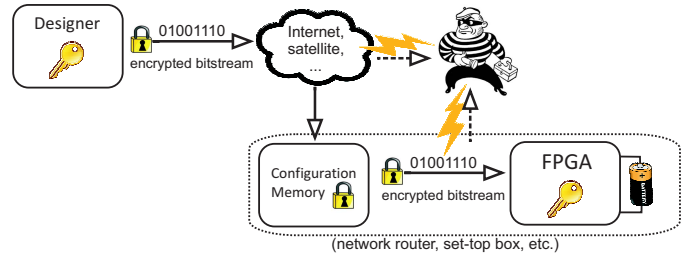 Designer
01001110
encrypted bitstream
Internet,
satellite,
...
Configuration
Memory
01001110
encrypted bitstream
FPGA
+
(network router, set-top box, etc.)